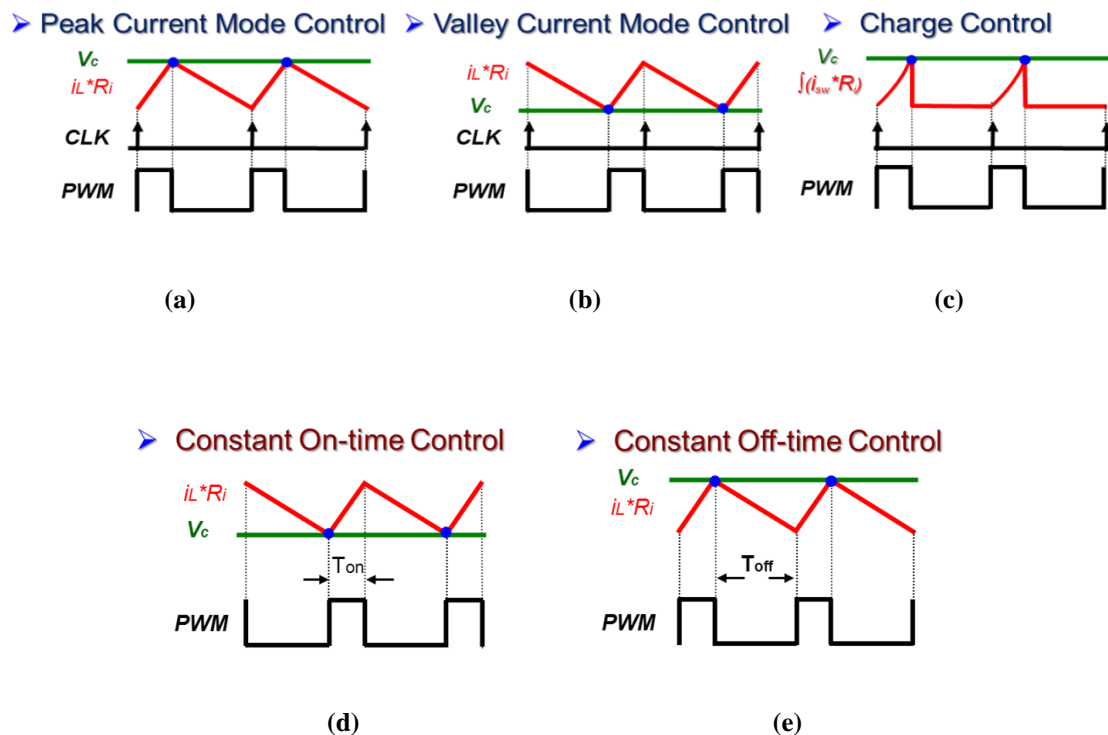 ➢ Peak Current Mode Control
Vc
iL*Ri
CLK
PWM
(a)
➢ Valley Current Mode Control
iL*Ri
Vc
CLK
PWM
(b)
➢ Charge Control
Vc
∫(isw*Ri)
PWM
(c)
➢ Constant On-time Control
iL*Ri
Vc
Ton
PWM
(d)
➢ Constant Off-time Control
Vc
iL*Ri
Toff
PWM
(e)